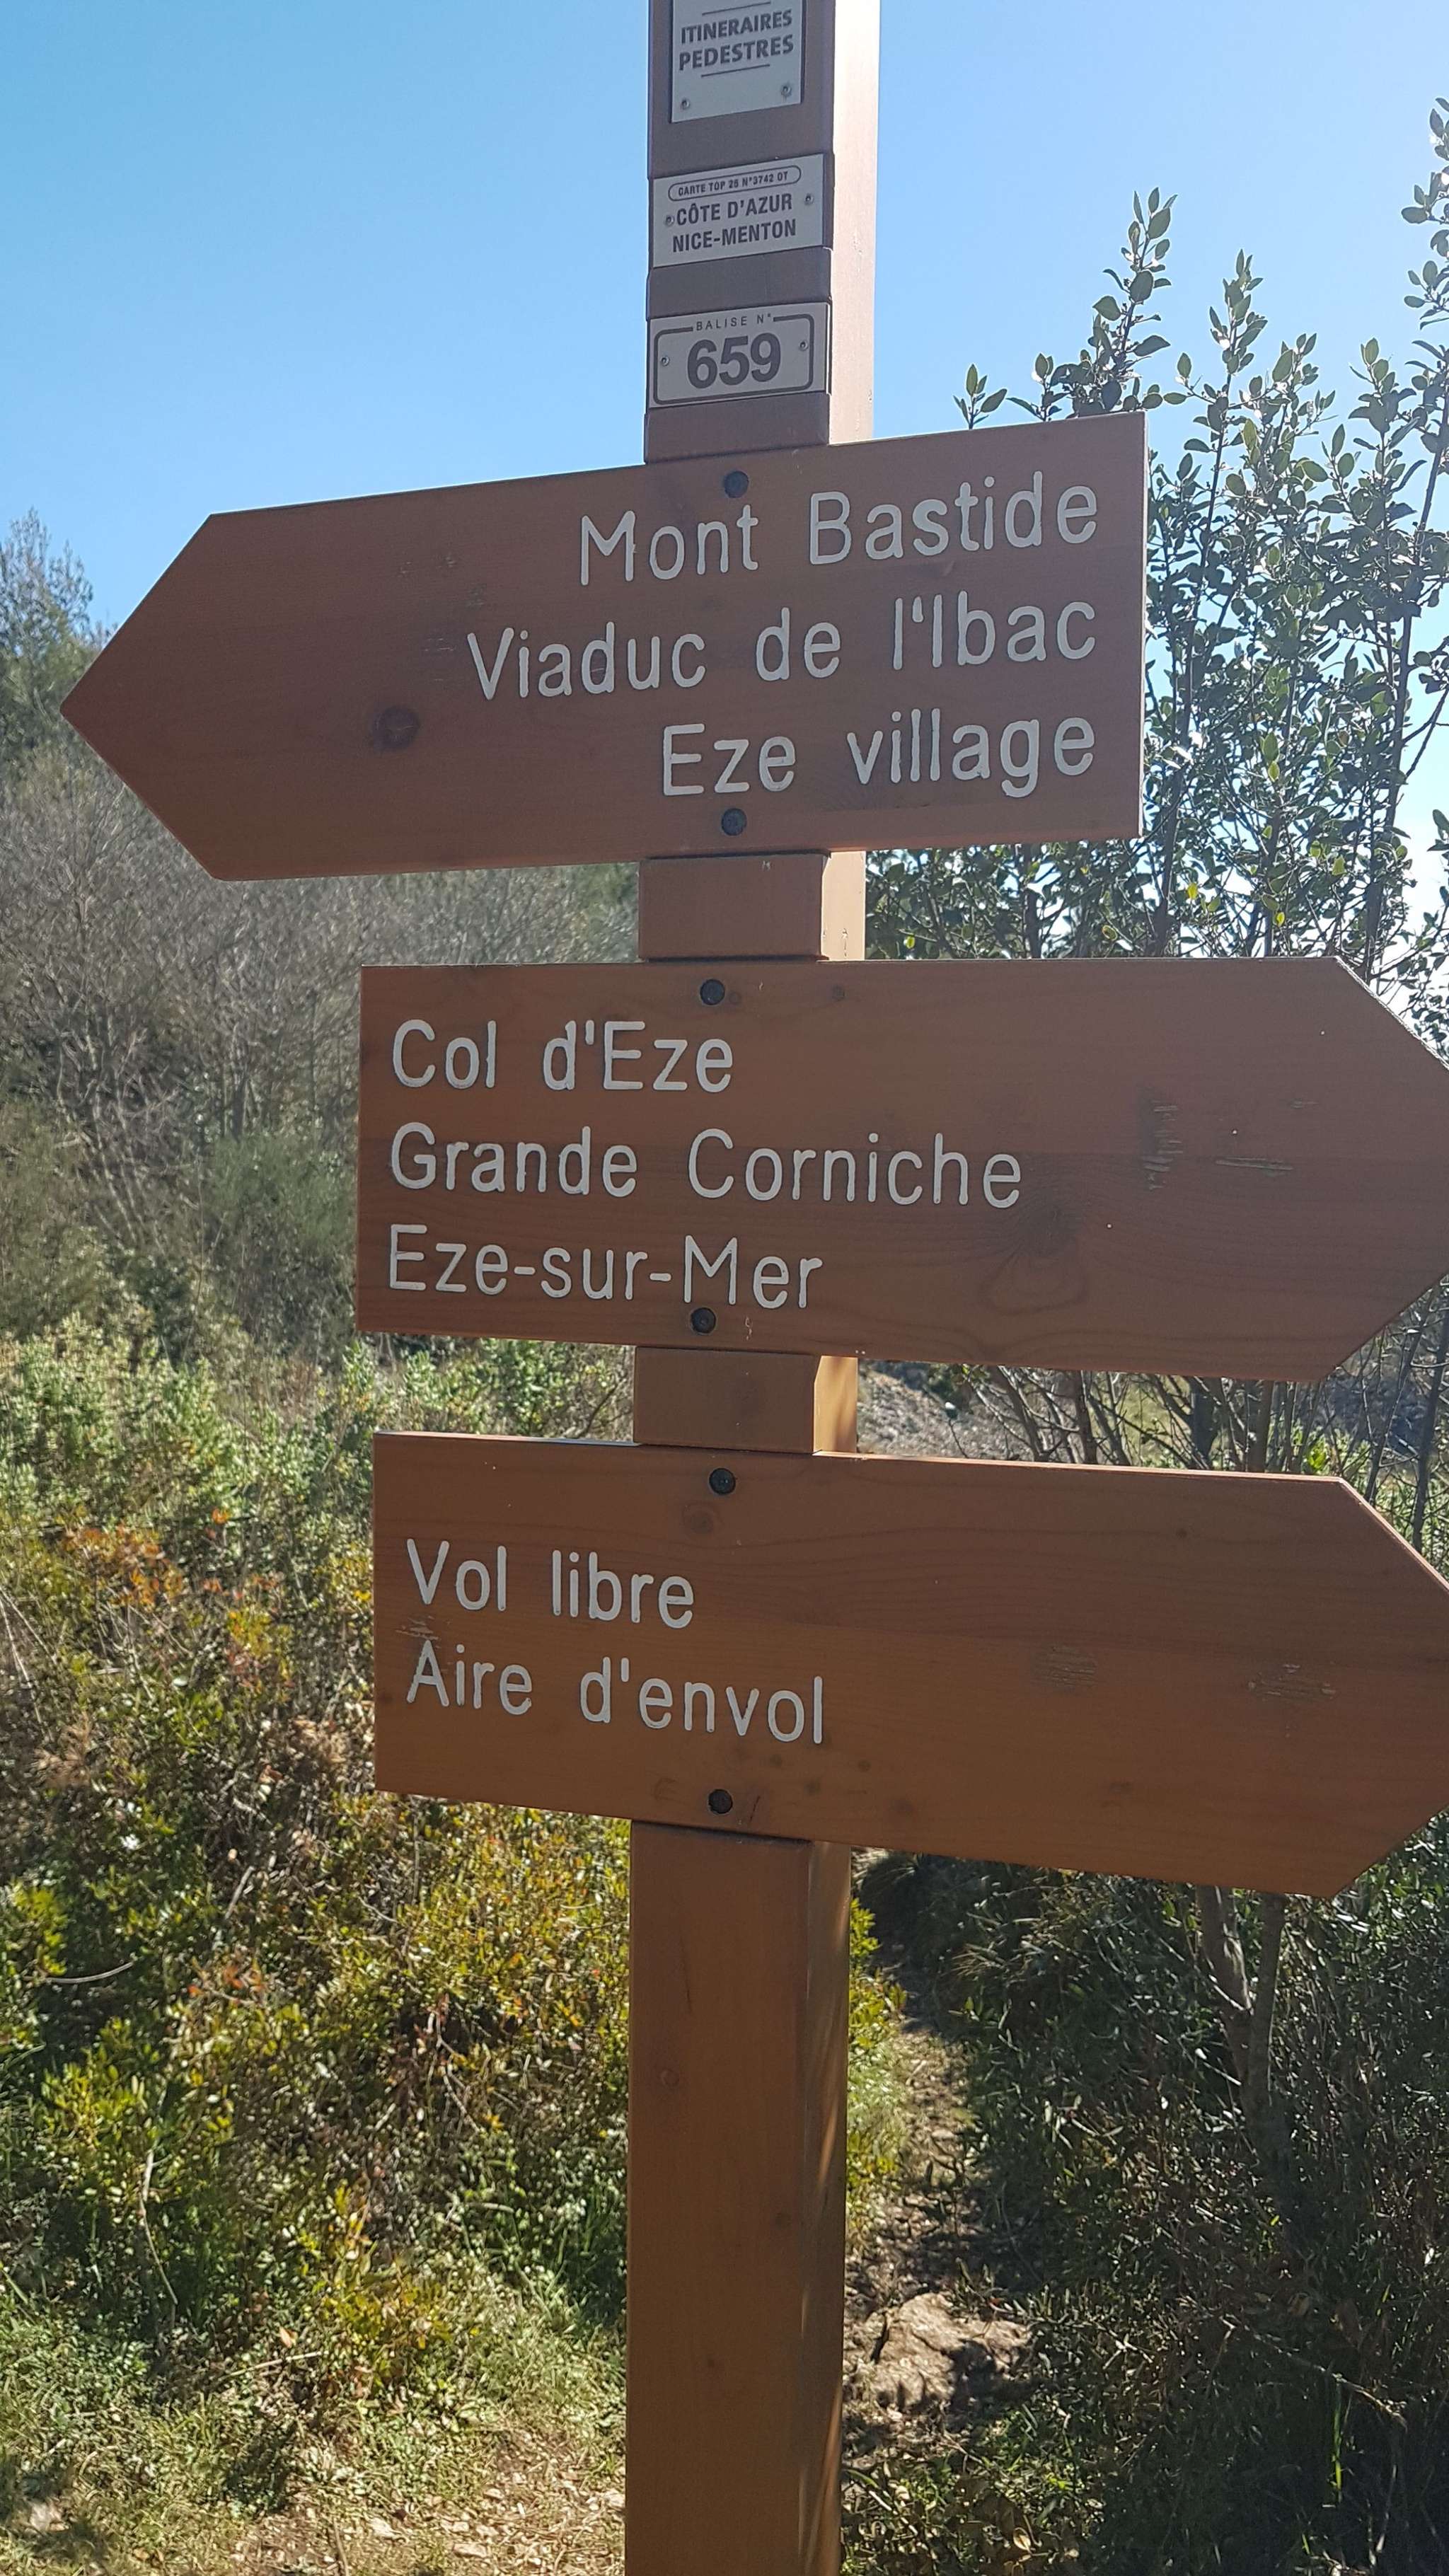 ITINERAIRES
PEDESTRES
CARTE TOP 25 N°3742 OT
CÔTE D'AZUR
NICE-MENTON
BALISE N°
659
Mont Bastide
Viaduc de l'Ibac
Eze village
Col d'Eze
Grande Corniche
Eze-sur-Mer
Vol libre
Aire d'envol